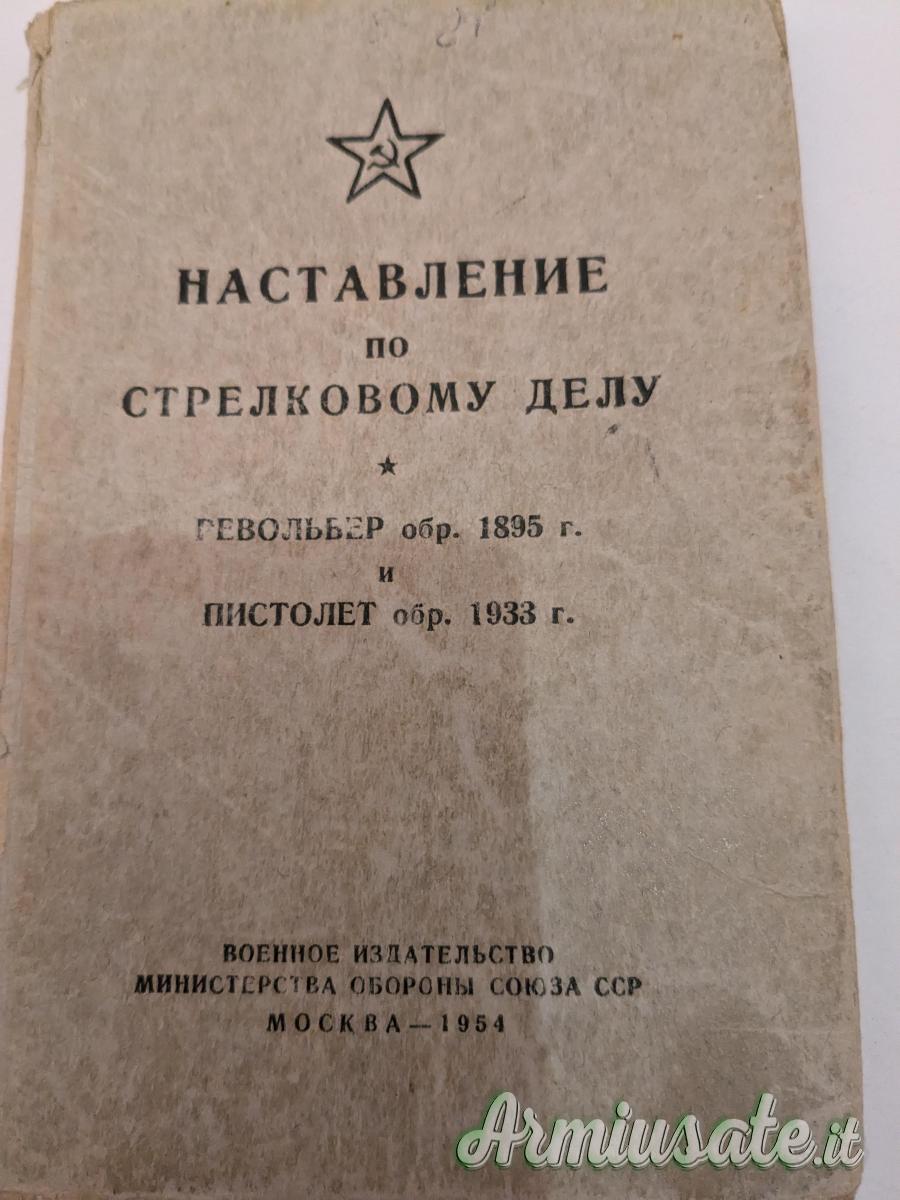 НАСТАВЛЕНИЕ
ПО
СТРЕЛКОВОМУ ДЕЛУ
РЕВОЛЬВЕР обр. 1895 г.
и
ПИСТОЛЕТ обр. 1933 г.
ВОЕННОЕ ИЗДАТЕЛЬСТВО
МИНИСТЕРСТВА ОБОРОНЫ СОЮЗА ССР
МОСКВА — 1954
Armiusate.it